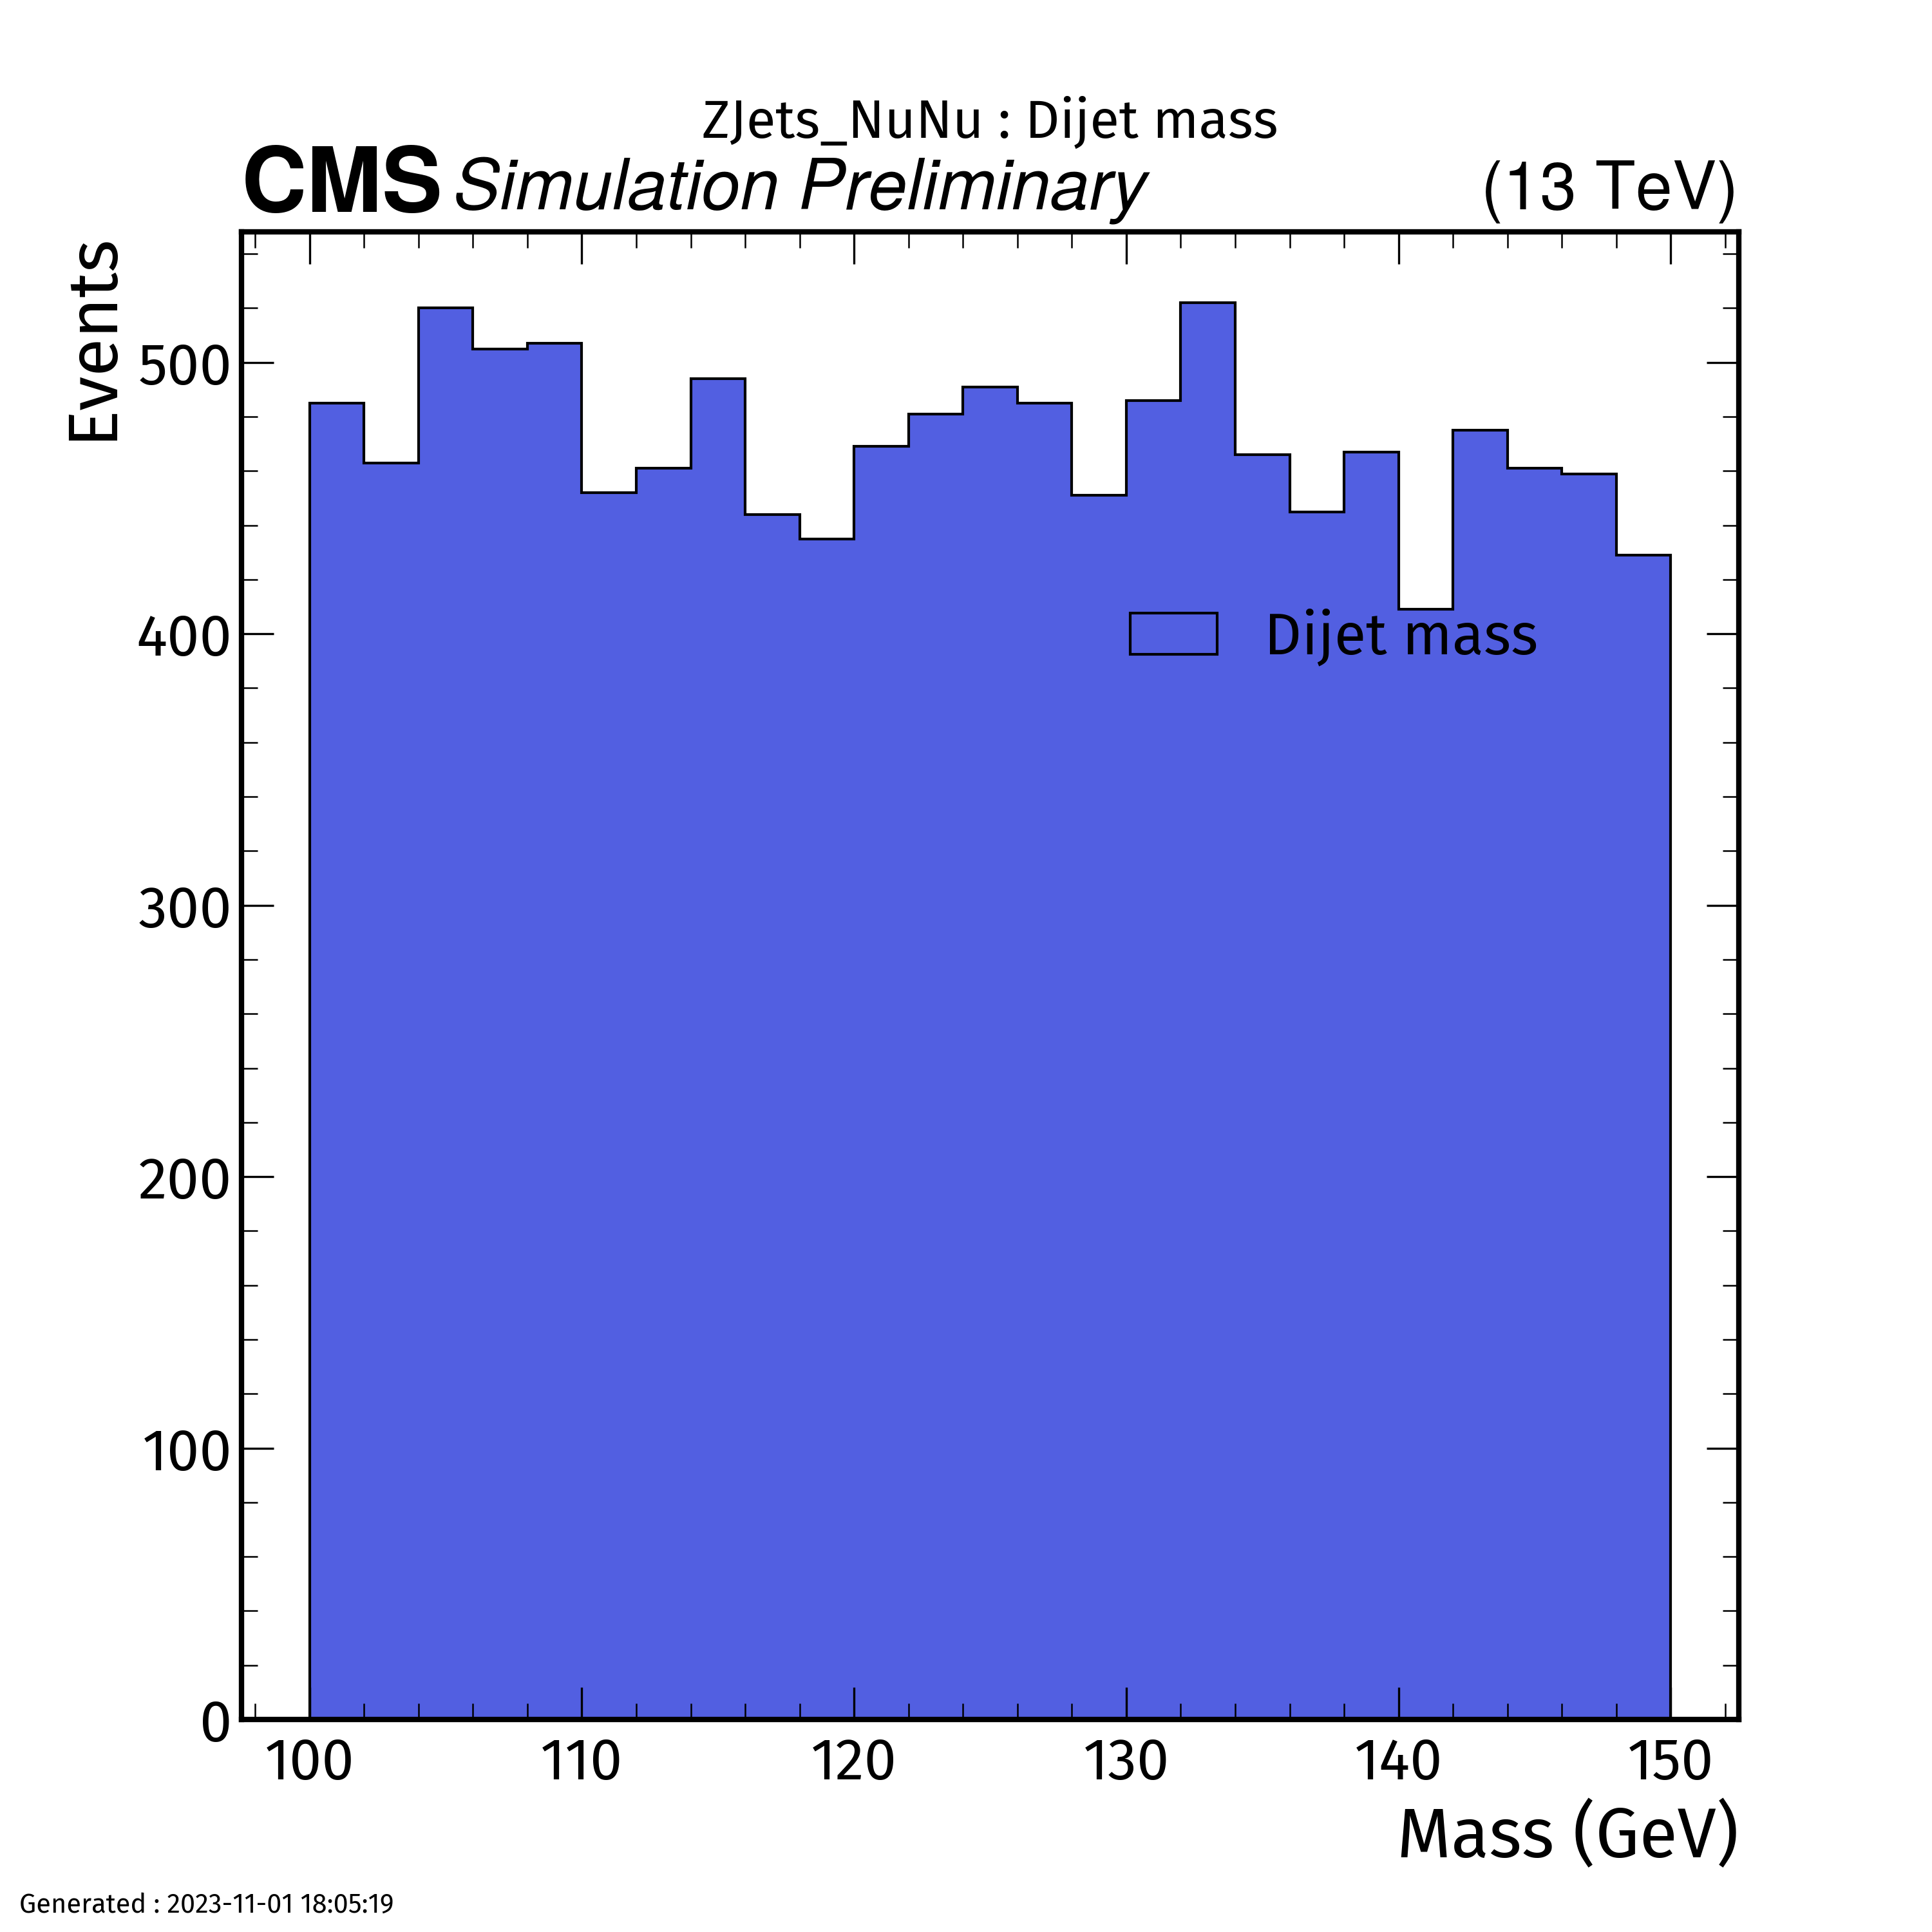 ZJets_NuNu : Dijet mass
CMS Simulation Preliminary (13 TeV)
Events
500
400
300
200
100
0
Dijet mass
100 110 120 130 140 150
Mass (GeV)
Generated : 2023-11-01 18:05:19